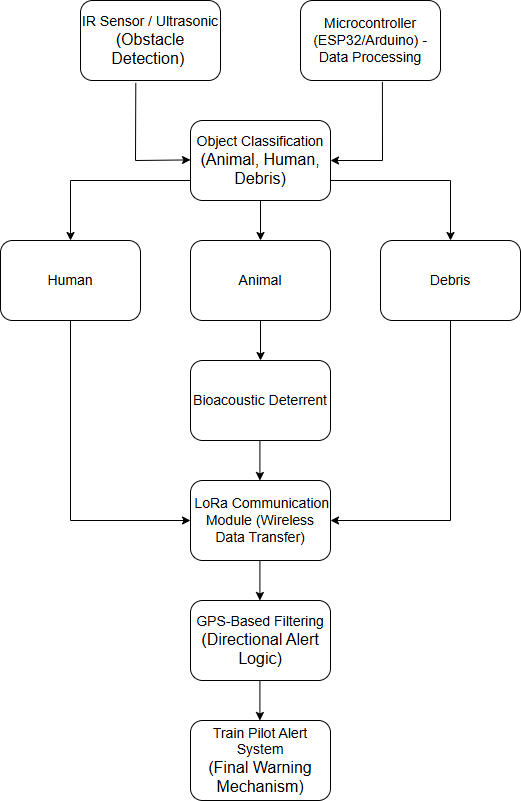 IR Sensor / Ultrasonic
(Obstacle
Detection)
Microcontroller
(ESP32/Arduino) -
Data Processing
Object Classification
(Animal, Human,
Debris)
Human
Animal
Debris
Bioacoustic Deterrent
LoRa Communication
Module (Wireless
Data Transfer)
GPS-Based Filtering
(Directional Alert
Logic)
Train Pilot Alert
System
(Final Warning
Mechanism)